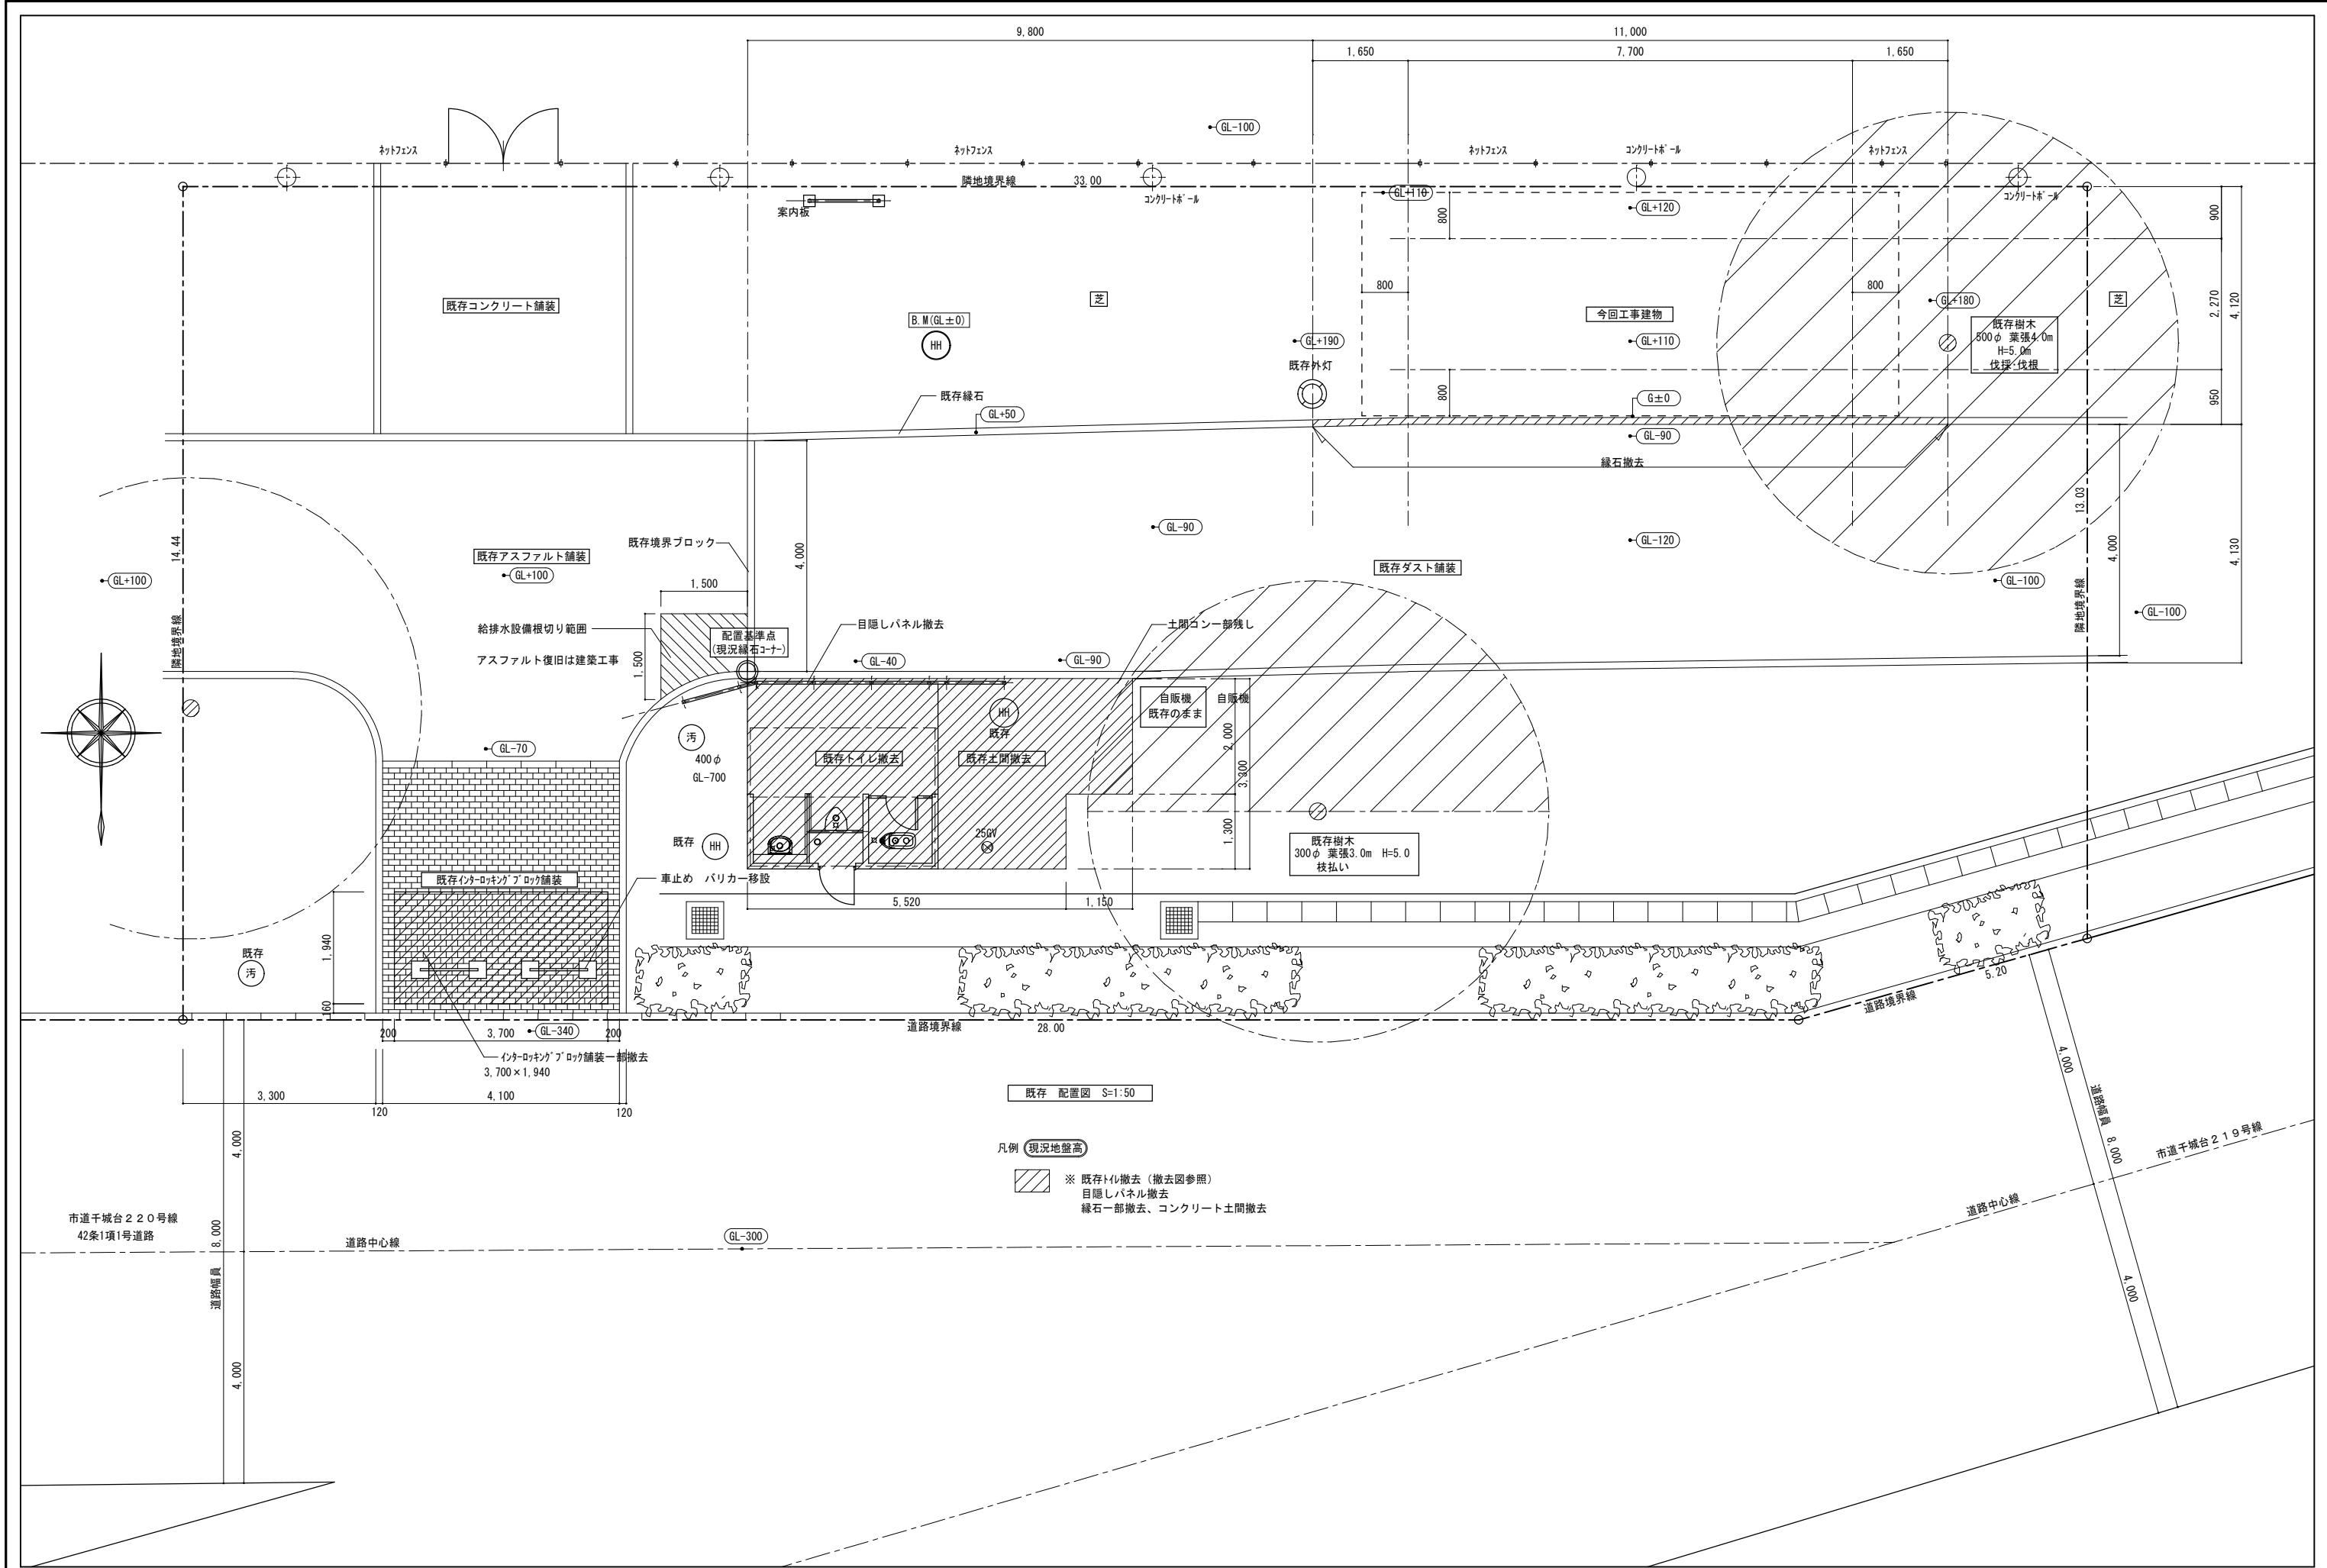 9,800
11,000
1,650
7,700
1,650
GL-100
ネットフェンス
ネットフェンス
ネットフェンス
コンクリートポール
ネットフェンス
隣地境界線
33.00
案内板
コンクリートポール
GL+110
GL+120
コンクリートポール
800
900
既存コンクリート舗装
芝
800
800
GL+180
芝
2,270
4,120
B.M(GL±0)
HH
今回工事建物
GL+190
GL+110
既存樹木
500φ 葉張4.0m
H=5.0m
伐採・伐根
既存外灯
既存縁石
GL+50
800
G±0
950
GL-90
縁石撤去
14.44
隣地境界線
GL+100
既存アスファルト舗装
GL+100
既存境界ブロック
4,000
GL-90
GL-120
13.03
隣地境界線
4,000
4,130
既存ダスト舗装
GL-100
GL-100
1,500
給排水設備根切り範囲
アスファルト復旧は建築工事
1,500
配置基準点
(現況縁石コーナー)
目隠しパネル撤去
土間コン一部残し
GL-40
GL-90
自販機
既存のまま
自販機
HH
既存
汚
400φ
GL-700
GL-70
既存トイレ撤去
既存土間撤去
2,000
3,300
1,300
25GV
既存
HH
既存樹木
300φ 葉張3.0m H=5.0
枝払い
既存インターロッキングブロック舗装
車止め バリカー移設
5,520
1,150
1,940
160
既存
汚
200
3,700
GL-340
200
インターロッキングブロック舗装一部撤去
3,700×1,940
道路境界線
28.00
道路境界線
5.20
3,300
120
4,100
120
既存 配置図 S=1:50
凡例
現況地盤高
※ 既存トイレ撤去（撤去図参照）
目隠しパネル撤去
縁石一部撤去、コンクリート土間撤去
4,000
道路幅員 8,000
4,000
市道千城台２２０号線
42条1項1号道路
道路中心線
GL-300
4,000
道路幅員 8,000
4,000
市道千城台２１９号線
道路中心線